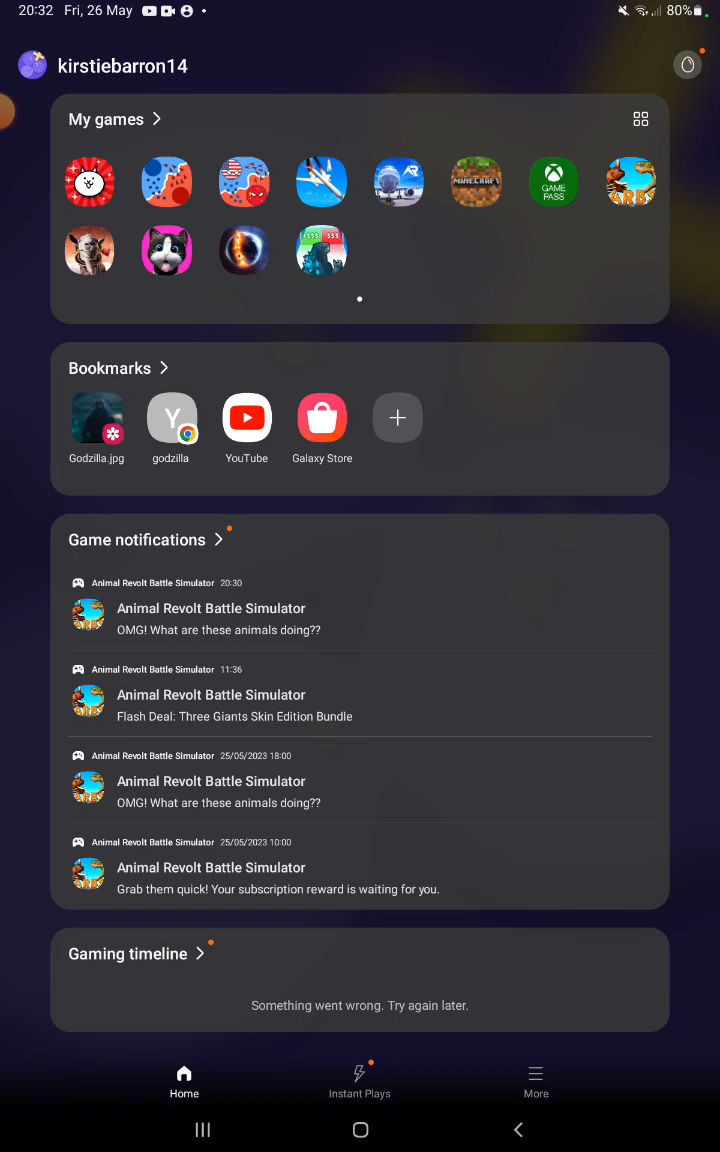 20:32 Fri, 26 May
80%
kirstiebarron14
My games
MINECRAFT
GAME
PASS
ARBS
$$$ $$$
Bookmarks
Y
Godzilla.jpg
godzilla
YouTube
Galaxy Store
Game notifications
Animal Revolt Battle Simulator 20:30
Animal Revolt Battle Simulator
OMG! What are these animals doing??
Animal Revolt Battle Simulator 11:36
Animal Revolt Battle Simulator
Flash Deal: Three Giants Skin Edition Bundle
Animal Revolt Battle Simulator 25/05/2023 18:00
Animal Revolt Battle Simulator
OMG! What are these animals doing??
Animal Revolt Battle Simulator 25/05/2023 10:00
Animal Revolt Battle Simulator
Grab them quick! Your subscription reward is waiting for you.
Gaming timeline
Something went wrong. Try again later.
Home
Instant Plays
More